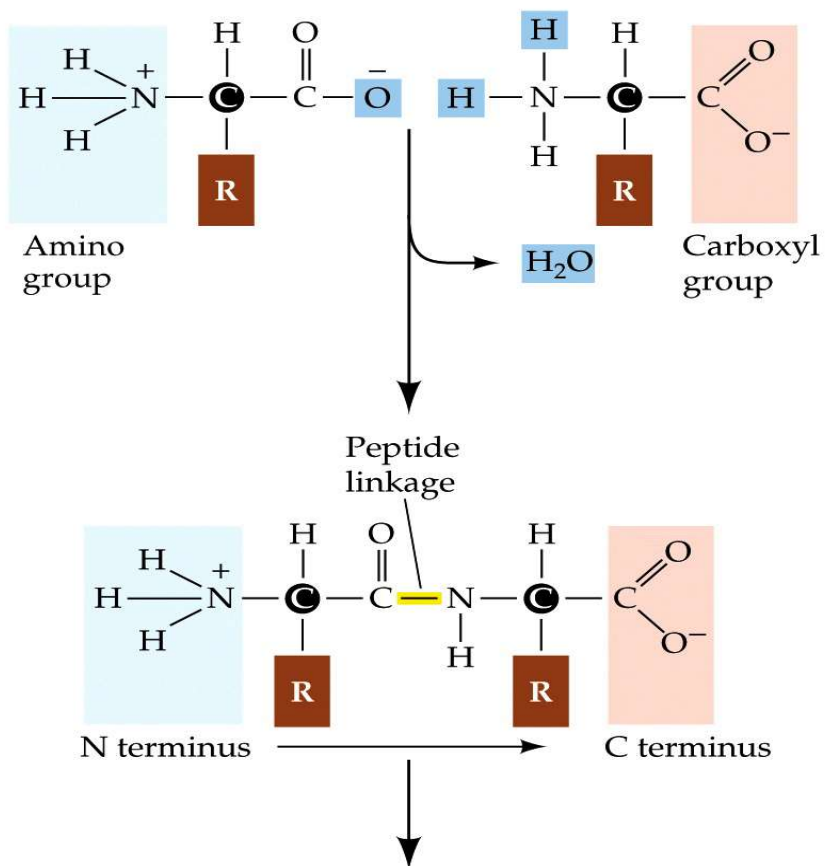 H
O
H
H
H
+
H
N
C
C
O
−
H
N
C
C
O
H
H
O−
R
R
Amino
group
H2O
Carboxyl
group
Peptide
linkage
H
O
H
H
+
O
H
N
C
C
N
C
C
H
H
O−
R
R
N terminus
C terminus